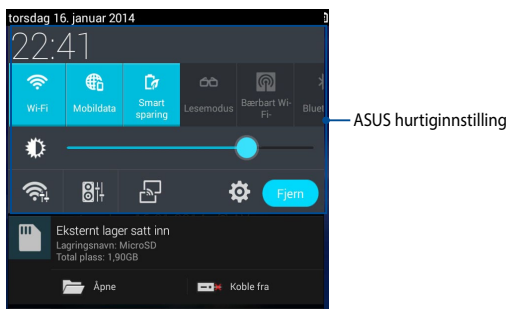 torsdag 16. januar 2014
22:41
Wi-Fi
Mobildata
Smart
sparing
Lesemodus
Bærbart Wi-
Fi-
Bluet
ASUS hurtiginnstilling
Fjern
Eksternt lager satt inn
Lagringsnavn: MicroSD
Total plass: 1,90GB
Åpne
Koble fra